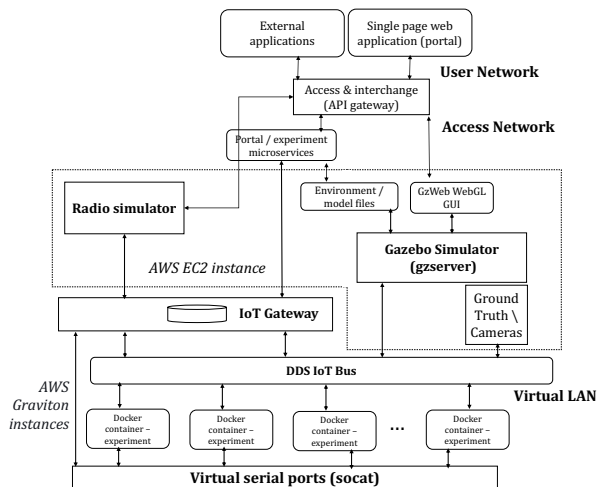 External
applications
Single page web
application (portal)
User Network
Access & interchange
(API gateway)
Access Network
Portal / experiment
microservices
Environment /
model files
GzWeb WebGL
GUI
Radio simulator
Gazebo Simulator
(gzserver)
AWS EC2 instance
Ground
Truth \
Cameras
IoT Gateway
DDS IoT Bus
AWS
Graviton
instances
Virtual LAN
Docker
container –
experiment
Docker
container –
experiment
Docker
container –
experiment
...
Docker
container –
experiment
Virtual serial ports (socat)